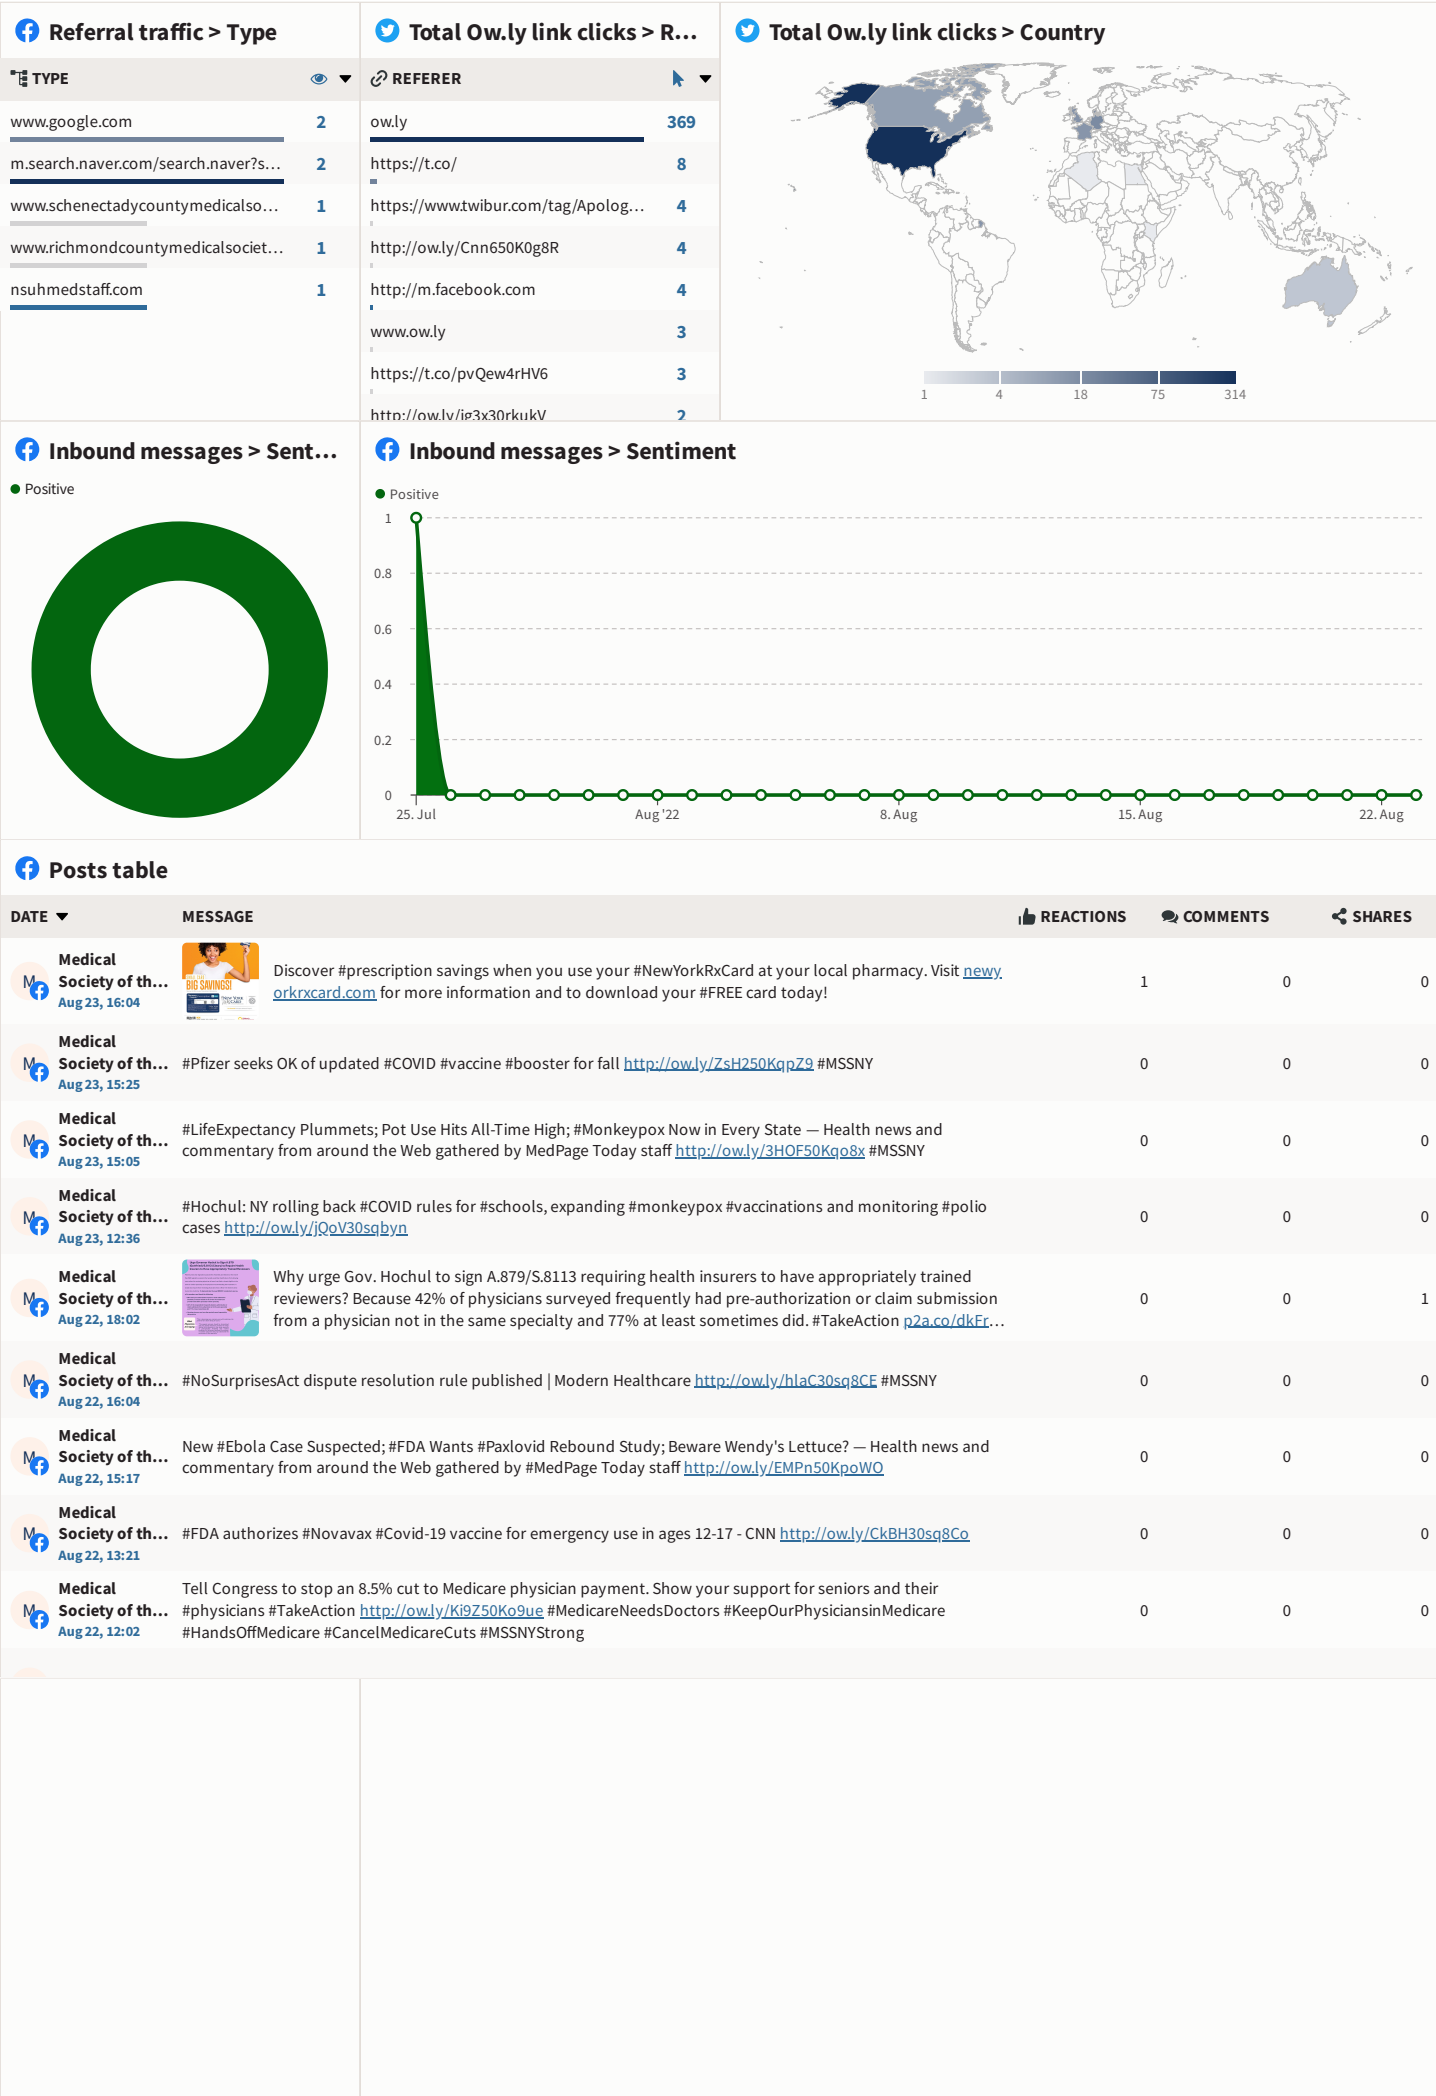 Referral traffic > Type
TYPE
www.google.com 2
m.search.naver.com/search.naver?s... 2
www.schenectadycountymedicalso... 1
www.richmondcountymedicalsociet... 1
nsuhmedstaff.com 1
Total Ow.ly link clicks > R...
REFERER
ow.ly 369
https://t.co/ 8
https://www.twibur.com/tag/Apolog... 4
http://ow.ly/Cnn650K0g8R 4
http://m.facebook.com 4
www.ow.ly 3
https://t.co/pvQew4rHV6 3
http://ow.ly/ig3x30rkukV 2
Total Ow.ly link clicks > Country
1 4 18 75 314
Inbound messages > Sent...
Positive
Inbound messages > Sentiment
Positive
1
0.8
0.6
0.4
0.2
0
25. Jul Aug '22 8. Aug 15. Aug 22. Aug
Posts table
DATE MESSAGE REACTIONS COMMENTS SHARES
M Medical
Society of th...
Aug 23, 16:04
BIG SAVINGS!
Discover #prescription savings when you use your #NewYorkRxCard at your local pharmacy. Visit newy
orkrxcard.com for more information and to download your #FREE card today!
1 0 0
M Medical
Society of th...
Aug 23, 15:25
#Pfizer seeks OK of updated #COVID #vaccine #booster for fall http://ow.ly/ZsH250KqpZ9 #MSSNY
0 0 0
M Medical
Society of th...
Aug 23, 15:05
#LifeExpectancy Plummets; Pot Use Hits All-Time High; #Monkeypox Now in Every State — Health news and
commentary from around the Web gathered by MedPage Today staff http://ow.ly/3HOF50Kqo8x #MSSNY
0 0 0
M Medical
Society of th...
Aug 23, 12:36
#Hochul: NY rolling back #COVID rules for #schools, expanding #monkeypox #vaccinations and monitoring #polio
cases http://ow.ly/jQoV30sqbyn
0 0 0
M Medical
Society of th...
Aug 22, 18:02
Why urge Gov. Hochul to sign A.879/S.8113 requiring health insurers to have appropriately trained
reviewers? Because 42% of physicians surveyed frequently had pre-authorization or claim submission
from a physician not in the same specialty and 77% at least sometimes did. #TakeAction p2a.co/dkFr...
0 0 1
M Medical
Society of th...
Aug 22, 16:04
#NoSurprisesAct dispute resolution rule published | Modern Healthcare http://ow.ly/hlaC30sq8CE #MSSNY
0 0 0
M Medical
Society of th...
Aug 22, 15:17
New #Ebola Case Suspected; #FDA Wants #Paxlovid Rebound Study; Beware Wendy's Lettuce? — Health news and
commentary from around the Web gathered by #MedPage Today staff http://ow.ly/EMPn50KpoWO
0 0 0
M Medical
Society of th...
Aug 22, 13:21
#FDA authorizes #Novavax #Covid-19 vaccine for emergency use in ages 12-17 - CNN http://ow.ly/CkBH30sq8Co
0 0 0
M Medical
Society of th...
Aug 22, 12:02
Tell Congress to stop an 8.5% cut to Medicare physician payment. Show your support for seniors and their
#physicians #TakeAction http://ow.ly/Ki9Z50Ko9ue #MedicareNeedsDoctors #KeepOurPhysiciansinMedicare
#HandsOffMedicare #CancelMedicareCuts #MSSNYStrong
0 0 0